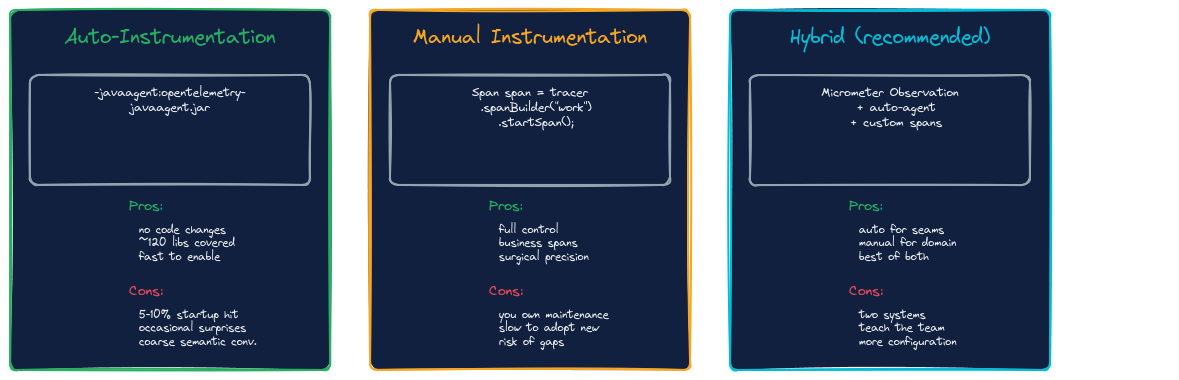 Auto-Instrumentation
-javaagent:opentelemetry-
javaagent.jar
Pros:
no code changes
~120 libs covered
fast to enable
Cons:
5-10% startup hit
occasional surprises
coarse semantic conv.
Manual Instrumentation
Span span = tracer
.spanBuilder("work")
.startSpan();
Pros:
full control
business spans
surgical precision
Cons:
you own maintenance
slow to adopt new
risk of gaps
Hybrid (recommended)
Micrometer Observation
+ auto-agent
+ custom spans
Pros:
auto for seams
manual for domain
best of both
Cons:
two systems
teach the team
more configuration